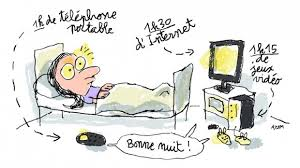 1h de téléphone
portable
1h30
d'Internet
1h15
de
jeux
vidéo
Bonne nuit !